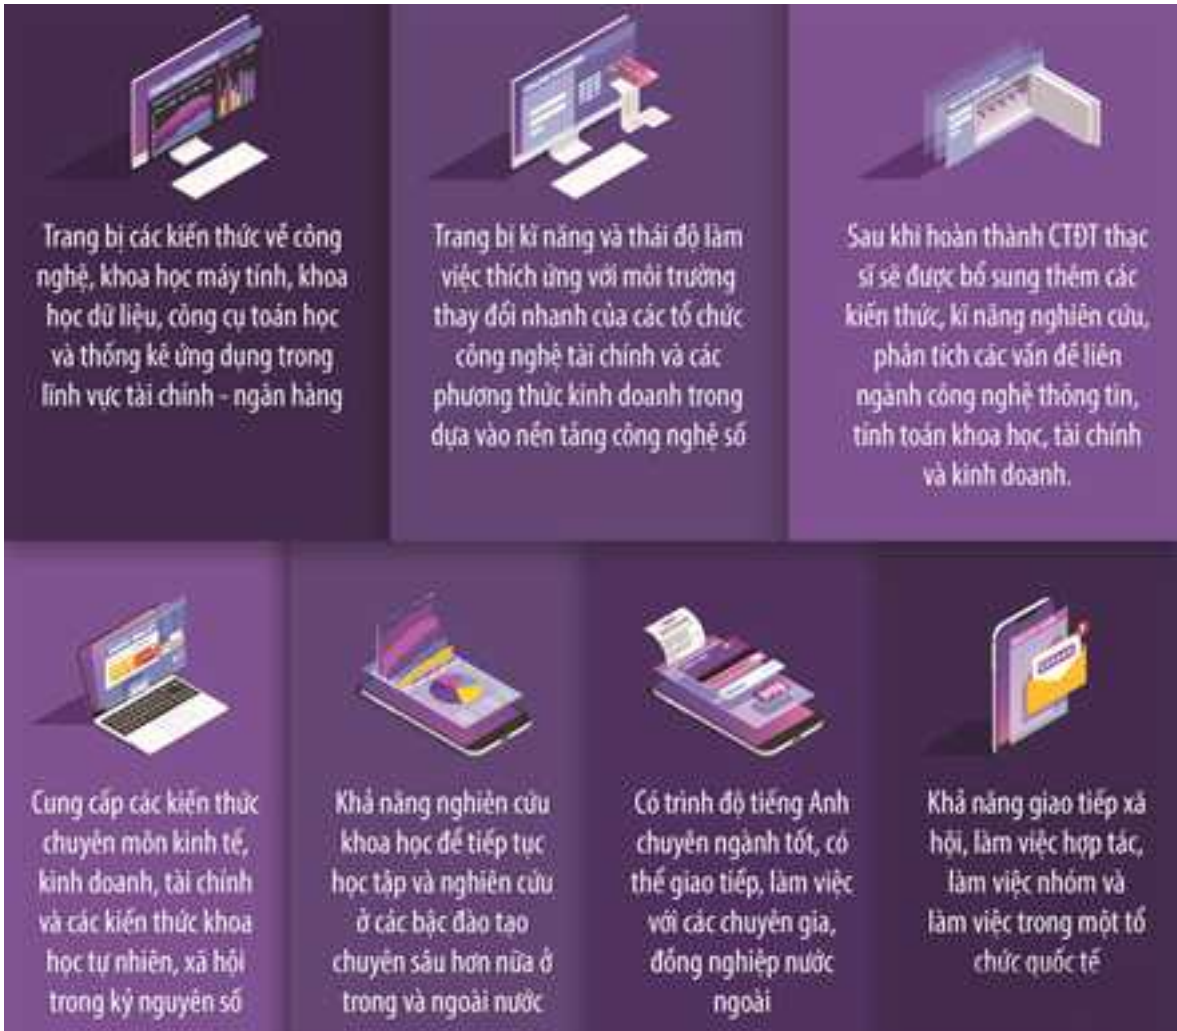 Trang bị các kiến thức về công
nghệ, khoa học máy tính, khoa
học dữ liệu, công cụ toán học
và thống kê ứng dụng trong
lĩnh vực tài chính - ngân hàng
Trang bị kĩ năng và thái độ làm
việc thích ứng với môi trường
thay đổi nhanh của các tổ chức
công nghệ tài chính và các
phương thức kinh doanh trong
dựa vào nền tảng công nghệ số
Sau khi hoàn thành CTĐT thạc
sĩ sẽ được bổ sung thêm các
kiến thức, kĩ năng nghiên cứu,
phân tích các vấn đề liên
ngành công nghệ thông tin,
tính toán khoa học, tài chính
và kinh doanh.
Cung cấp các kiến thức
chuyên môn kinh tế,
kinh doanh, tài chính
và các kiến thức khoa
học tự nhiên, xã hội
trong kỷ nguyên số
Khả năng nghiên cứu
khoa học để tiếp tục
học tập và nghiên cứu
ở các bậc đào tạo
chuyên sâu hơn nữa ở
trong và ngoài nước
Có trình độ tiếng Anh
chuyên ngành tốt, có
thể giao tiếp, làm việc
với các chuyên gia,
đồng nghiệp nước
ngoài
Khả năng giao tiếp xã
hội, làm việc hợp tác,
làm việc nhóm và
làm việc trong một tổ
chức quốc tế